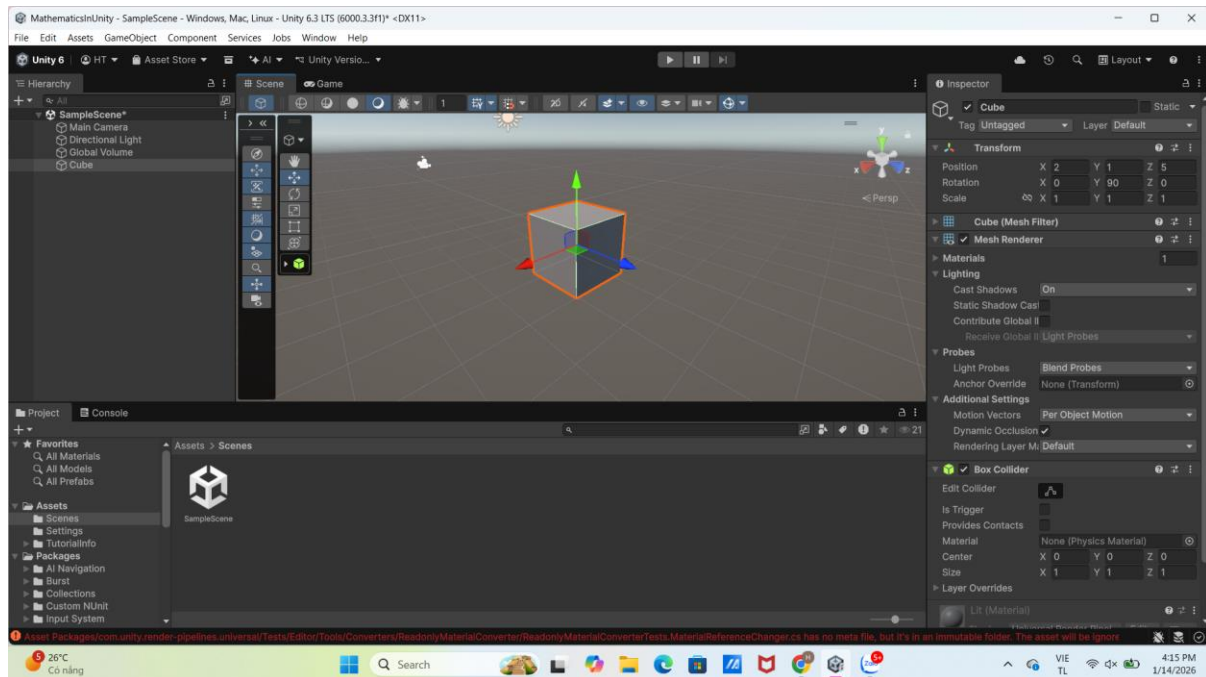 MathematicsInUnity - SampleScene - Windows, Mac, Linux - Unity 6.3 LTS (6000.3.3f1)* <DX11>
File Edit Assets GameObject Component Services Jobs Window Help
Unity 6 HT Asset Store AI Unity Versio... Layout
Hierarchy
All
SampleScene*
Main Camera
Directional Light
Global Volume
Cube
Scene Game
1
y
x z
Persp
Inspector
Cube Static
Tag Untagged Layer Default
Transform
Position X 2 Y 1 Z 5
Rotation X 0 Y 90 Z 0
Scale X 1 Y 1 Z 1
Cube (Mesh Filter)
Mesh Renderer
Materials 1
Lighting
Cast Shadows On
Static Shadow Cas
Contribute Global Il
Receive Global Il Light Probes
Probes
Light Probes Blend Probes
Anchor Override None (Transform)
Additional Settings
Motion Vectors Per Object Motion
Dynamic Occlusion
Rendering Layer Ma Default
Box Collider
Edit Collider
Is Trigger
Provides Contacts
Material None (Physics Material)
Center X 0 Y 0 Z 0
Size X 1 Y 1 Z 1
Layer Overrides
Lit (Material)
Project Console
21
Favorites
All Materials
All Models
All Prefabs
Assets
Scenes
Settings
TutorialInfo
Packages
AI Navigation
Burst
Collections
Custom NUnit
Input System
Assets > Scenes
SampleScene
Asset Packages/com.unity.render-pipelines.universal/Tests/Editor/Tools/Converters/ReadonlyMaterialConverter/ReadonlyMaterialConverterTests.MaterialReferenceChanger.cs has no meta file, but it's in an immutable folder. The asset will be ignore
5
26°C
Có nắng
Search
Zalo
5+
VIE
TL
4:15 PM
1/14/2026